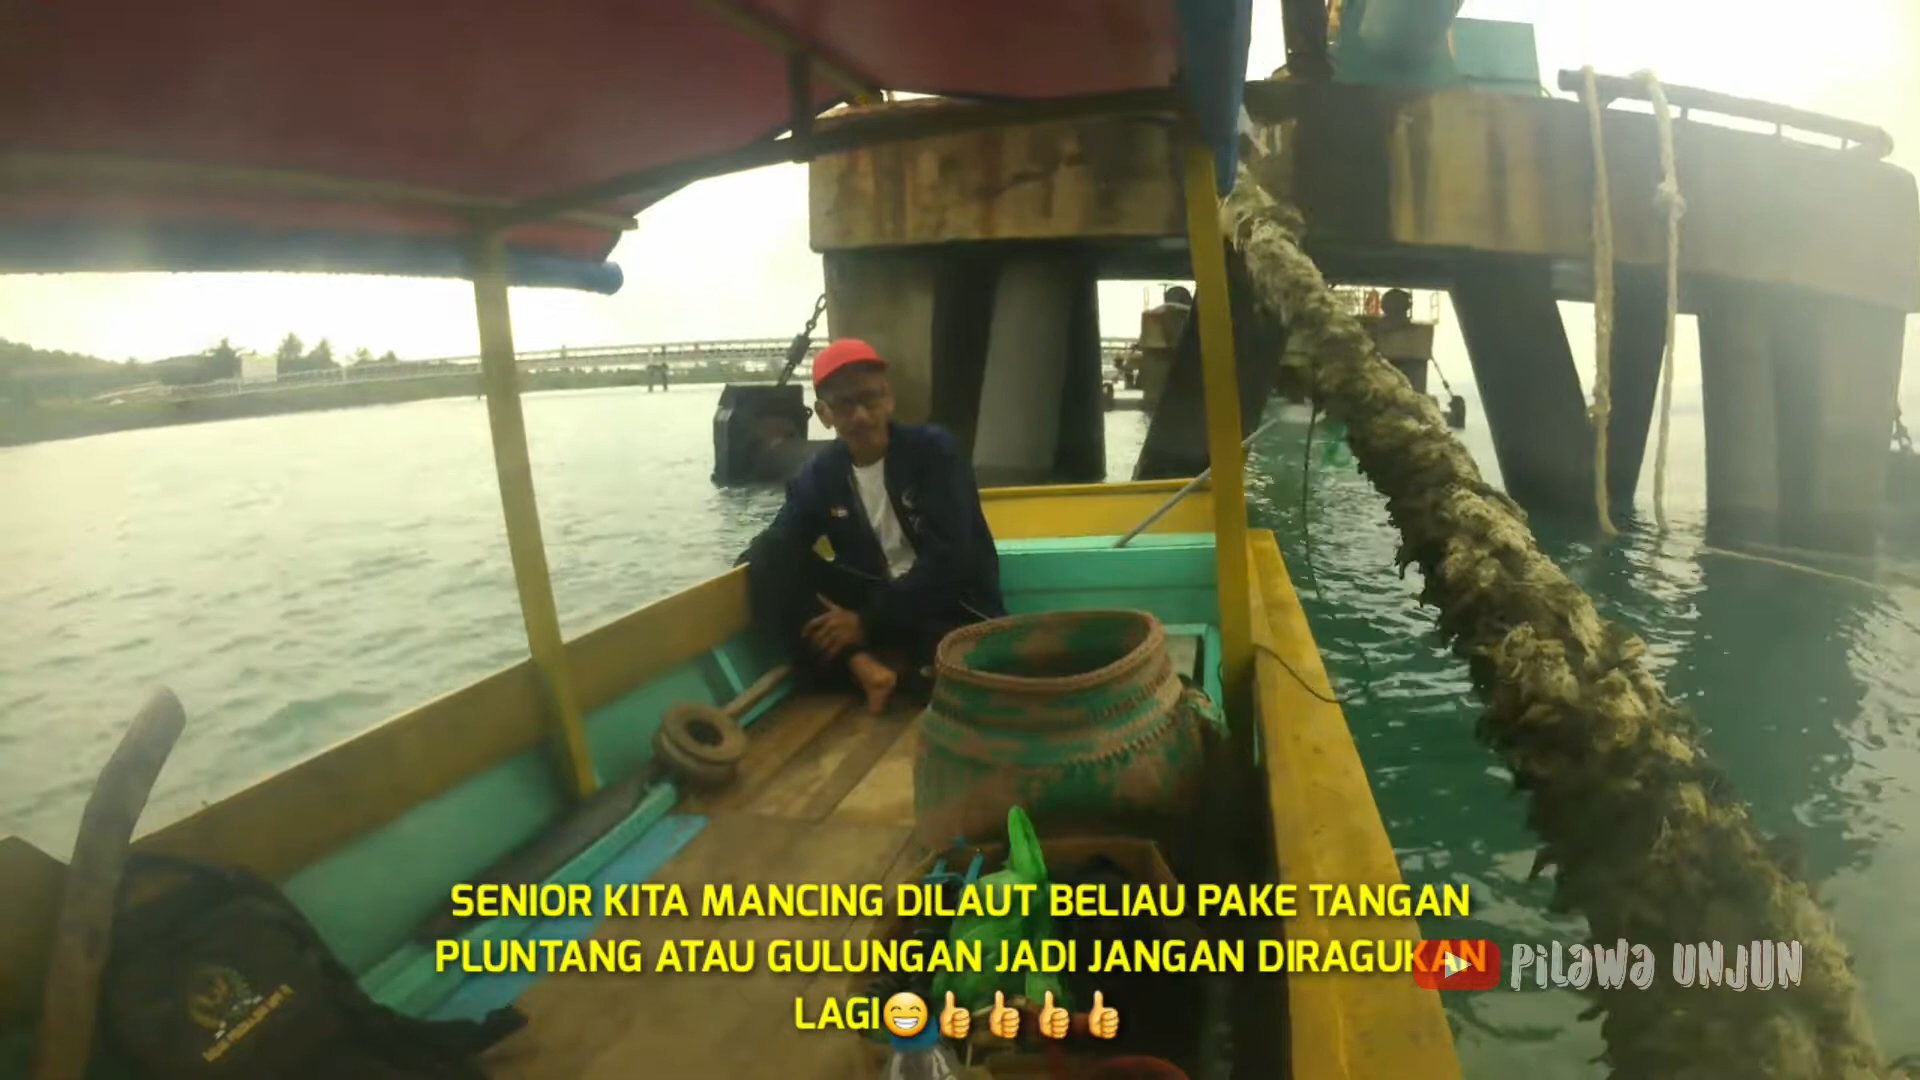 SENIOR KITA MANCING DILAUT BELIAU PAKE TANGAN
PLUNTANG ATAU GULUNGAN JADI JANGAN DIRAGUKAN
LAGI😁👍👍👍👍
PiLaWa UNJUN